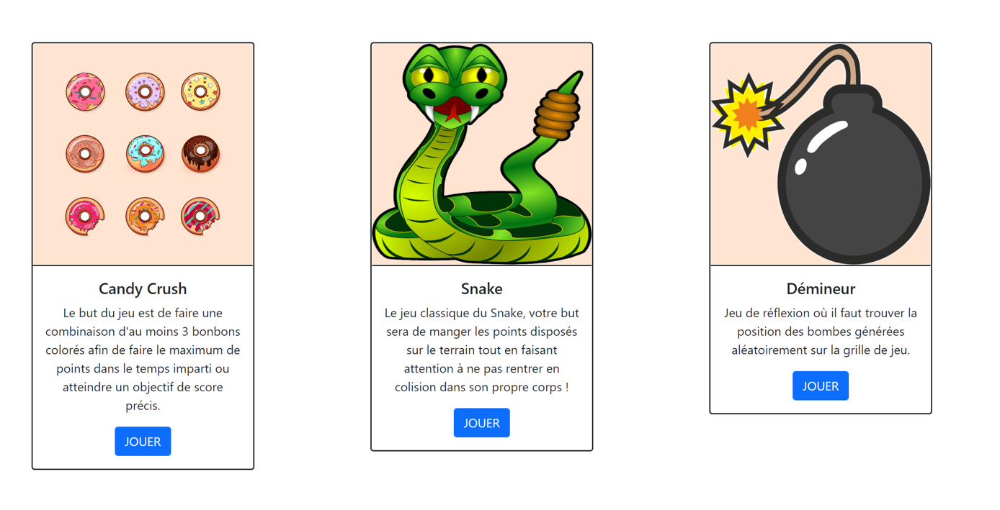 Candy Crush
Le but du jeu est de faire une
combinaison d'au moins 3 bonbons
colorés afin de faire le maximum de
points dans le temps imparti ou
atteindre un objectif de score
précis.
JOUER
Snake
Le jeu classique du Snake, votre but
sera de manger les points disposés
sur le terrain tout en faisant
attention à ne pas rentrer en
colision dans son propre corps !
JOUER
Démineur
Jeu de réflexion où il faut trouver la
position des bombes générées
aléatoirement sur la grille de jeu.
JOUER